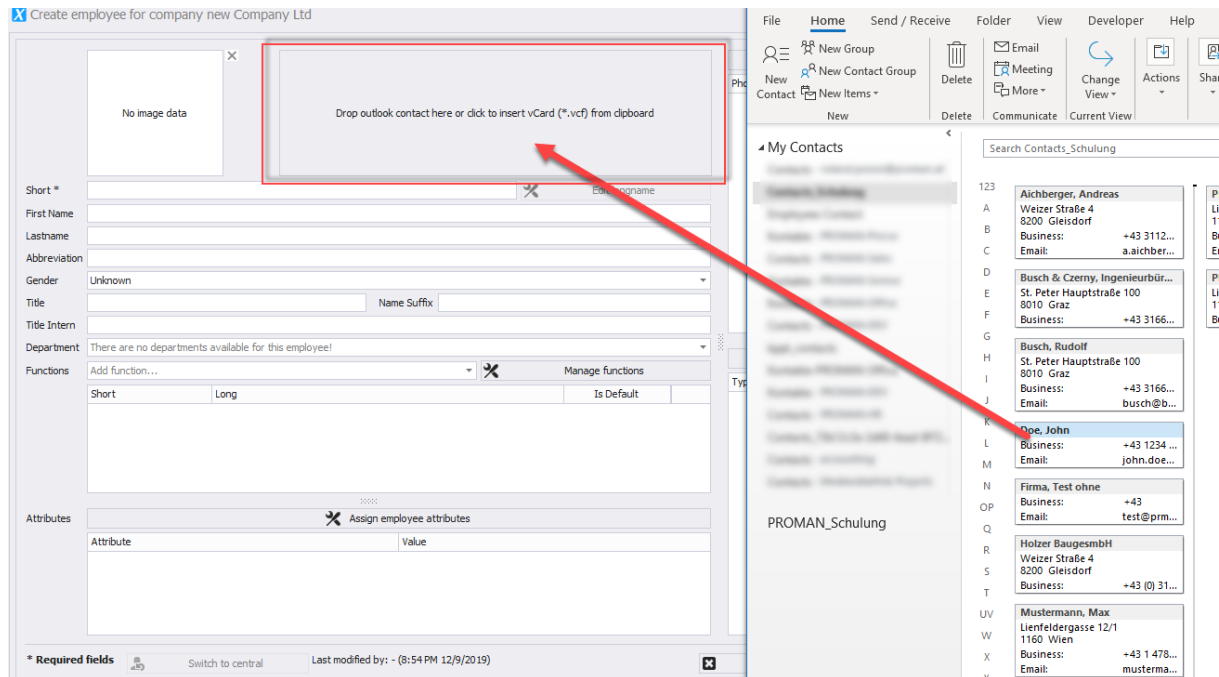 Create employee for company new Company Ltd
No image data
Drop outlook contact here or click to insert vCard (*.vcf) from clipboard
Pho
Short *
First Name
Lastname
Abbreviation
Gender
Unknown
Title
Name Suffix
Title Intern
Department
There are no departments available for this employee!
Functions
Add function...
Manage functions
Typ
Short
Long
Is Default
Attributes
Assign employee attributes
Attribute
Value
* Required fields
Switch to central
Last modified by: - (8:54 PM 12/9/2019)
File
Home
Send / Receive
Folder
View
Developer
Help
New
Contact
New Group
New Contact Group
New Items
New
Delete
Delete
Email
Meeting
More
Communicate
Change
View
Current View
Actions
Shar
My Contacts
PROMAN_Schulung
Search Contacts_Schulung
123
A
B
C
D
E
F
G
H
I
J
K
L
M
N
OP
Q
R
S
T
UV
W
X
Aichberger, Andreas
Weizer Straße 4
8200 Gleisdorf
Business: +43 3112...
Email: a.aichber...
Busch & Czerny, Ingenieurbür...
St. Peter Hauptstraße 100
8010 Graz
Business: +43 3166...
Busch, Rudolf
St. Peter Hauptstraße 100
8010 Graz
Business: +43 3166...
Email: busch@b...
Doe, John
Business: +43 1234 ...
Email: john.doe...
Firma, Test ohne
Business: +43
Email: test@prm...
Holzer BaugesmbH
Weizer Straße 4
8200 Gleisdorf
Business: +43 (0) 31...
Mustermann, Max
Lienfeldergasse 12/1
1160 Wien
Business: +43 1 478...
Email: musterma...